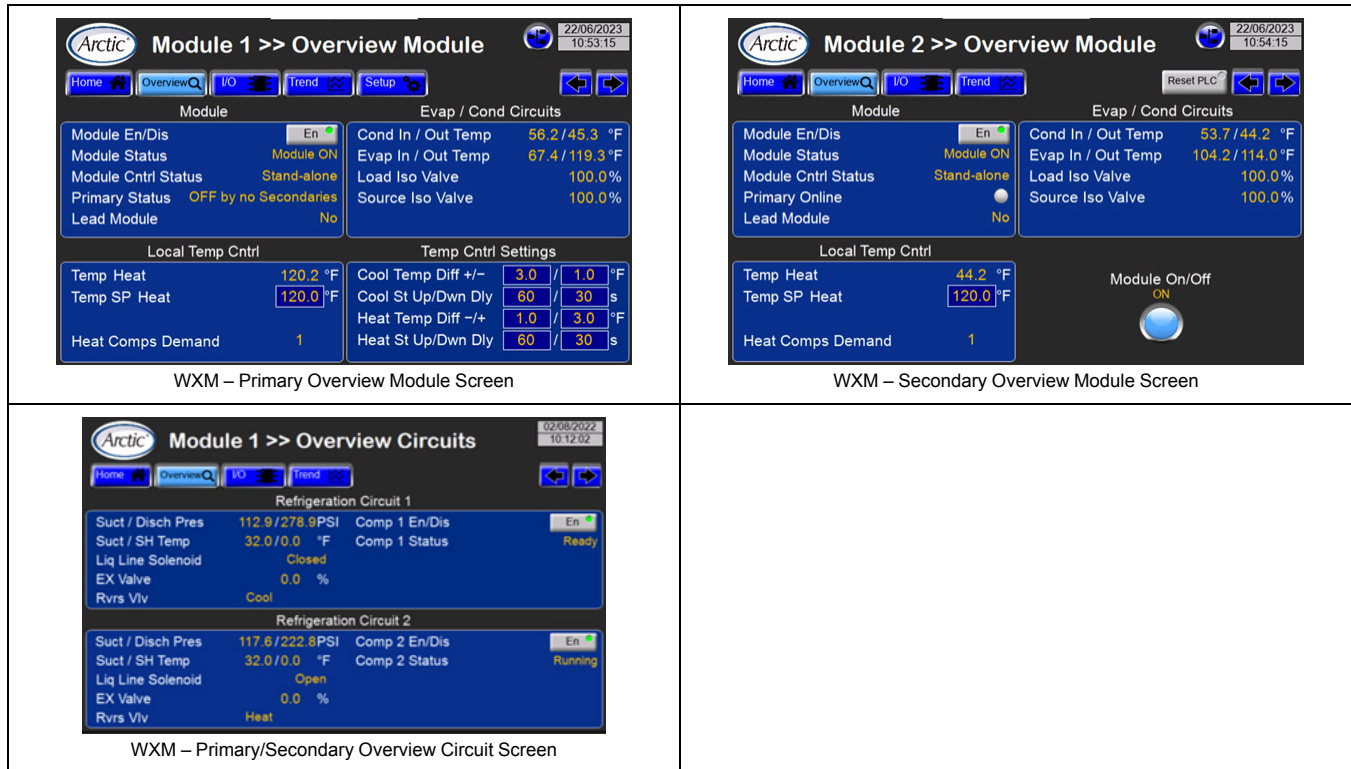 Arctic Module 1 >> Overview Module 22/06/2023
10:53:15
Home Overview I/O Trend Setup
Module
Module En/Dis En
Module Status Module ON
Module Cntrl Status Stand-alone
Primary Status OFF by no Secondaries
Lead Module No
Evap / Cond Circuits
Cond In / Out Temp 56.2/45.3 °F
Evap In / Out Temp 67.4/119.3 °F
Load Iso Valve 100.0%
Source Iso Valve 100.0%
Local Temp Cntrl
Temp Heat 120.2 °F
Temp SP Heat 120.0 °F
Heat Comps Demand 1
Temp Cntrl Settings
Cool Temp Diff +/− 3.0 / 1.0 °F
Cool St Up/Dwn Dly 60 / 30 s
Heat Temp Diff −/+ 1.0 / 3.0 °F
Heat St Up/Dwn Dly 60 / 30 s
WXM – Primary Overview Module Screen
Arctic Module 2 >> Overview Module 22/06/2023
10:54:15
Home Overview I/O Trend Reset PLC
Module
Module En/Dis En
Module Status Module ON
Module Cntrl Status Stand-alone
Primary Online
Lead Module No
Evap / Cond Circuits
Cond In / Out Temp 53.7/44.2 °F
Evap In / Out Temp 104.2/114.0 °F
Load Iso Valve 100.0%
Source Iso Valve 100.0%
Local Temp Cntrl
Temp Heat 44.2 °F
Temp SP Heat 120.0 °F
Heat Comps Demand 1
Module On/Off
ON
WXM – Secondary Overview Module Screen
Arctic Module 1 >> Overview Circuits 02/08/2022
10:12:02
Home Overview I/O Trend
Refrigeration Circuit 1
Suct / Disch Pres 112.9/278.9PSI Comp 1 En/Dis En
Suct / SH Temp 32.0/0.0 °F Comp 1 Status Ready
Liq Line Solenoid Closed
EX Valve 0.0 %
Rvrs Vlv Cool
Refrigeration Circuit 2
Suct / Disch Pres 117.6/222.8PSI Comp 2 En/Dis En
Suct / SH Temp 32.0/0.0 °F Comp 2 Status Running
Liq Line Solenoid Open
EX Valve 0.0 %
Rvrs Vlv Heat
WXM – Primary/Secondary Overview Circuit Screen